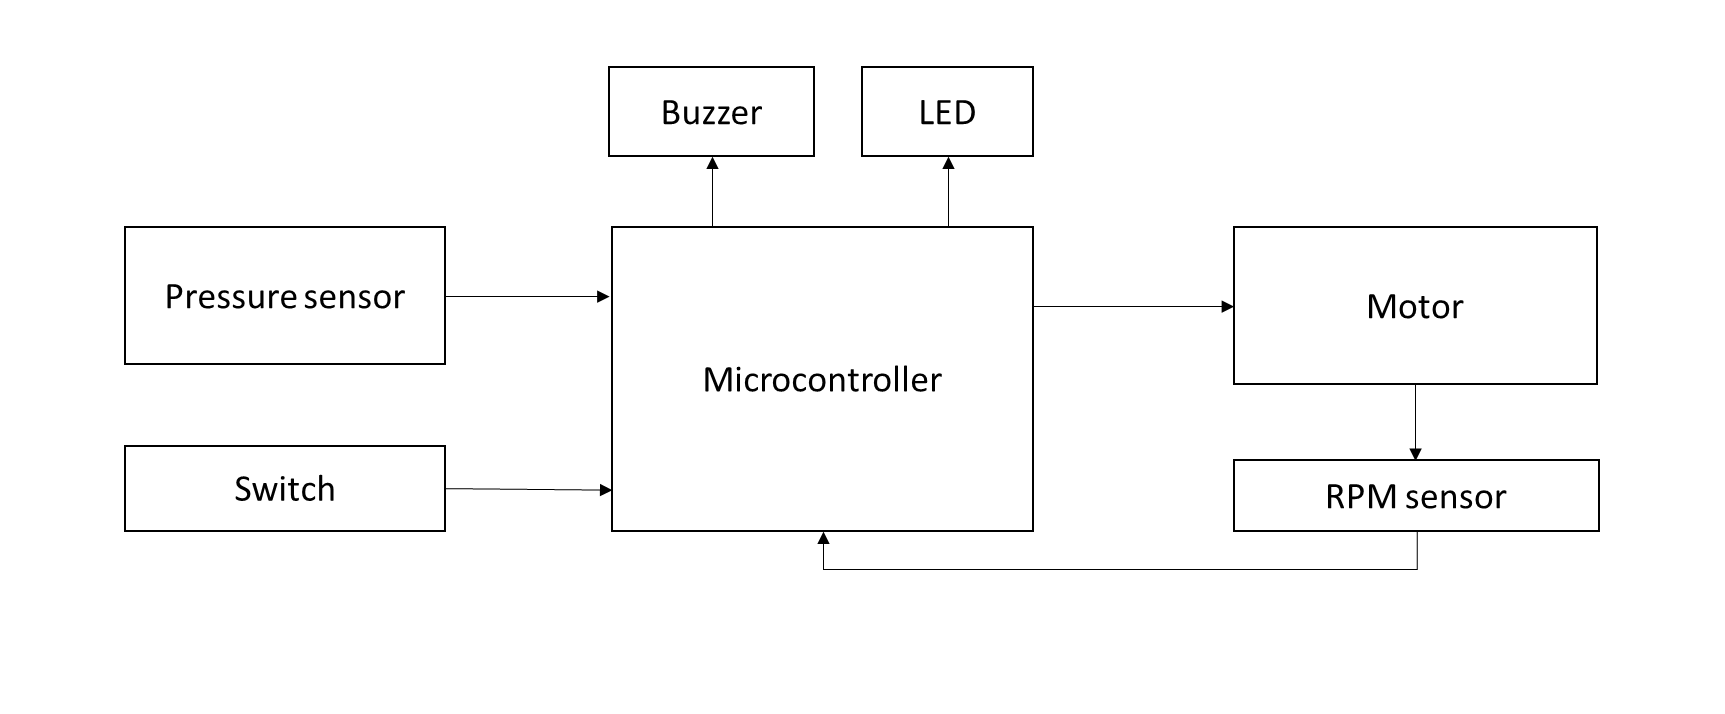 Buzzer
LED
Pressure sensor
Microcontroller
Motor
Switch
RPM sensor